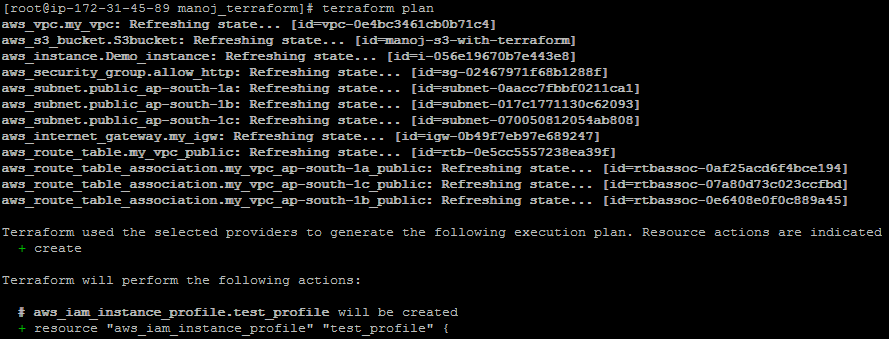 [root@ip-172-31-45-89 manoj_terraform]# terraform plan
aws_vpc.my_vpc: Refreshing state... [id=vpc-0e4bc3461cb0b71c4]
aws_s3_bucket.S3bucket: Refreshing state... [id=manoj-s3-with-terraform]
aws_instance.Demo_instance: Refreshing state... [id=i-056e19670b7e443e8]
aws_security_group.allow_http: Refreshing state... [id=sg-02467971f68b1288f]
aws_subnet.public_ap-south-1a: Refreshing state... [id=subnet-0aacc7fbbf0211ca1]
aws_subnet.public_ap-south-1b: Refreshing state... [id=subnet-017c1771130c62093]
aws_subnet.public_ap-south-1c: Refreshing state... [id=subnet-070050812054ab808]
aws_internet_gateway.my_igw: Refreshing state... [id=igw-0b49f7eb97e689247]
aws_route_table.my_vpc_public: Refreshing state... [id=rtb-0e5cc5557238ea39f]
aws_route_table_association.my_vpc_ap-south-1a_public: Refreshing state... [id=rtbassoc-0af25acd6f4bce194]
aws_route_table_association.my_vpc_ap-south-1c_public: Refreshing state... [id=rtbassoc-07a80d73c023ccfbd]
aws_route_table_association.my_vpc_ap-south-1b_public: Refreshing state... [id=rtbassoc-0e6408e0f0c889a45]
Terraform used the selected providers to generate the following execution plan. Resource actions are indicated
+ create
Terraform will perform the following actions:
# aws_iam_instance_profile.test_profile will be created
+ resource "aws_iam_instance_profile" "test_profile" {